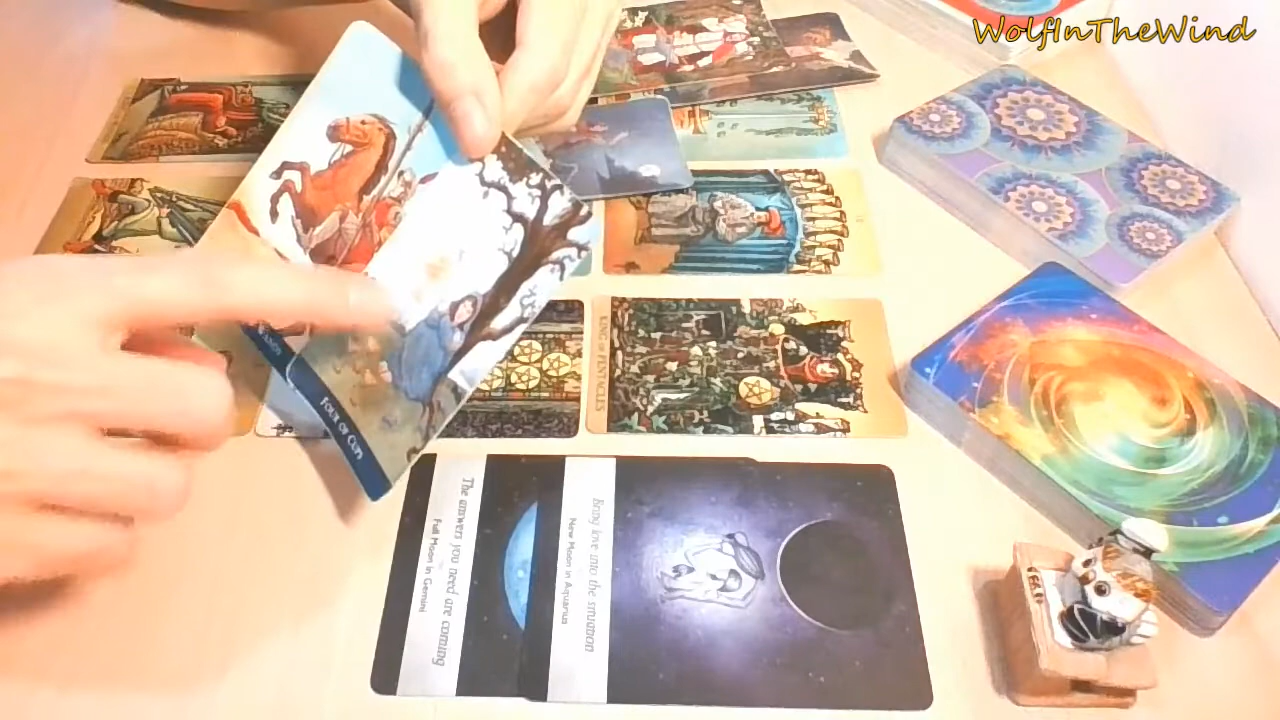 WolfInTheWind
KING of PENTACLES
FOUR OF CUPS
The answers you need are coming
Full Moon in Gemini
Bring love into the situation
New Moon in Aquarius